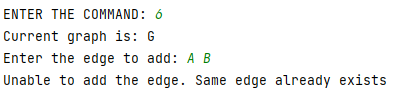 ENTER THE COMMAND: 6
Current graph is: G
Enter the edge to add: A B
Unable to add the edge. Same edge already exists